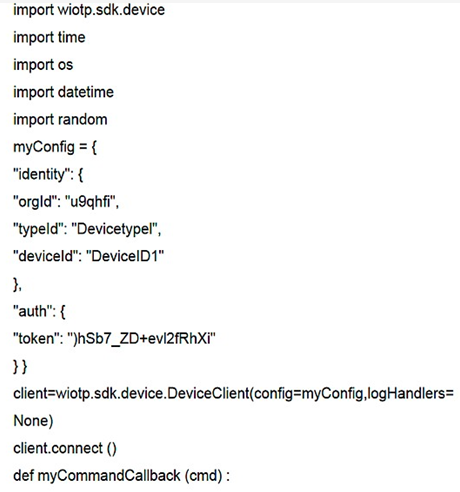 import wiotp.sdk.device
import time
import os
import datetime
import random
myConfig = {
"identity": {
"orgId": "u9qhfi",
"typeId": "Devicetypel",
"deviceId": "DeviceID1"
},
"auth": {
"token": ")hSb7_ZD+evl2fRhXi"
} }
client=wiotp.sdk.device.DeviceClient(config=myConfig,logHandlers=
None)
client.connect ()
def myCommandCallback (cmd) :